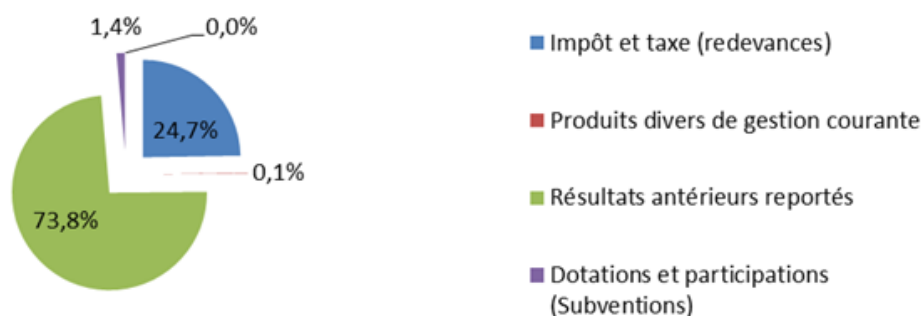 1,4%
0,0%
24,7%
0,1%
73,8%
Impôt et taxe (redevances)
Produits divers de gestion courante
Résultats antérieurs reportés
Dotations et participations
(Subventions)